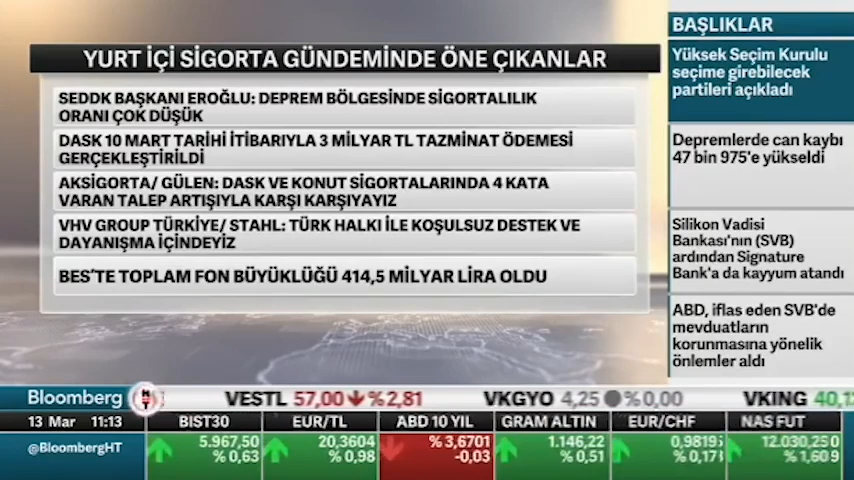 YURT İÇİ SİGORTA GÜNDEMİNDE ÖNE ÇIKANLAR
SEDDK BAŞKANI EROĞLU: DEPREM BÖLGESİNDE SİGORTALILIK
ORANI ÇOK DÜŞÜK
DASK 10 MART TARİHİ İTİBARIYLA 3 MİLYAR TL TAZMİNAT ÖDEMESİ
GERÇEKLEŞTİRİLDİ
AKSİGORTA/ GÜLEN: DASK VE KONUT SİGORTALARINDA 4 KATA
VARAN TALEP ARTIŞIYLA KARŞI KARŞIYAYIZ
VHV GROUP TÜRKİYE/ STAHL: TÜRK HALKI İLE KOŞULSUZ DESTEK VE
DAYANIŞMA İÇİNDEYİZ
BES'TE TOPLAM FON BÜYÜKLÜĞÜ 414,5 MİLYAR LİRA OLDU
BAŞLIKLAR
Yüksek Seçim Kurulu
seçime girebilecek
partileri açıkladı
Depremlerde can kaybı
47 bin 975'e yükseldi
Silikon Vadisi
Bankası'nın (SVB)
ardından Signature
Bank'a da kayyum atandı
ABD, iflas eden SVB'de
mevduatların
korunmasına yönelik
önlemler aldı
Bloomberg HT VESTL 57,00 %2,81 VKGYO 4,25 %0,00 VKING
13 Mar 11:13 BIST30 EUR/TL ABD 10 YIL GRAM ALTIN EUR/CHF NAS FUT
@BloombergHT 5.967,50 20,3604 % 3,6701 1.146,22
% 0,63 % 0,98 -0,03 % 0,51